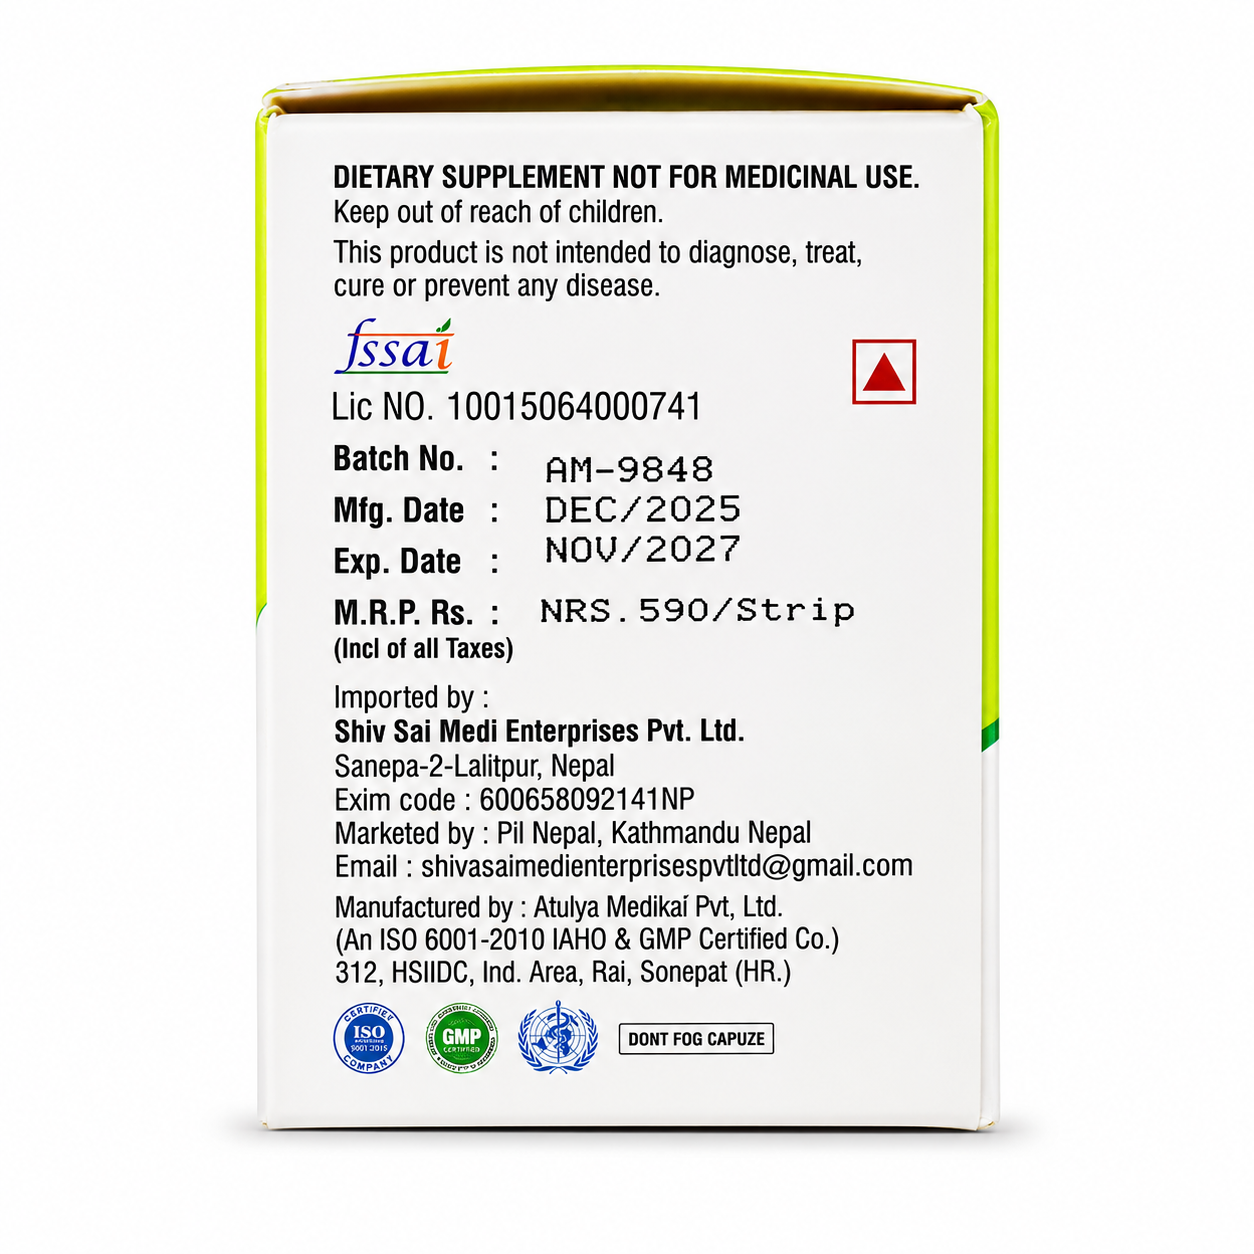 DIETARY SUPPLEMENT NOT FOR MEDICINAL USE.
Keep out of reach of children.
This product is not intended to diagnose, treat,
cure or prevent any disease.
fssai
Lic NO. 10015064000741
Batch No. : AM-9848
Mfg. Date : DEC/2025
Exp. Date : NOV/2027
M.R.P. Rs. : NRS.590/Strip
(Incl of all Taxes)
Imported by :
Shiv Sai Medi Enterprises Pvt. Ltd.
Sanepa-2-Lalitpur, Nepal
Exim code : 600658092141NP
Marketed by : Pil Nepal, Kathmandu Nepal
Email : shivasaimedienterprisespvtltd@gmail.com
Manufactured by : Atulya Medikaí Pvt, Ltd.
(An ISO 6001-2010 IAHO & GMP Certified Co.)
312, HSIIDC, Ind. Area, Rai, Sonepat (HR.)
CERTIFIED
ISO
9001 2015
COMPANY
GMP
CERTIFIED
DONT FOG CAPUZE